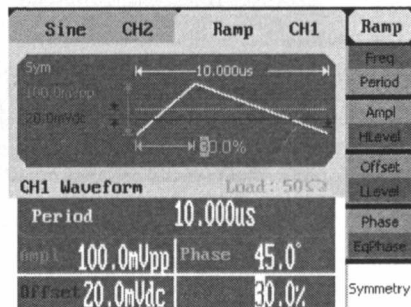 Sine CH2 Ramp CH1
Ramp
Sym
10.000us
100.0mVpp
20.0mVdc
30.0%
Freq
Period
Ampl
HLevel
Offset
LLevel
Phase
EqPhase
Symmetry
CH1 Waveform Load: 50Ω
Period 10.000us
Ampl 100.0mVpp Phase 45.0°
Offset 20.0mVdc 30.0%